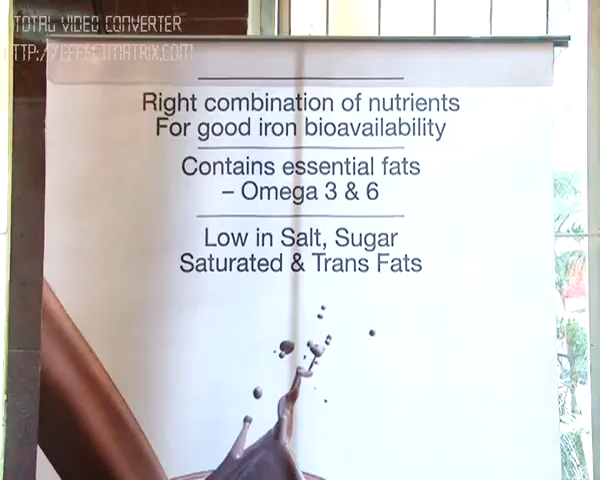 TOTAL VIDEO CONVERTER
HTTP://EFFECTMATRIX.COM
Right combination of nutrients
For good iron bioavailability
Contains essential fats
– Omega 3 & 6
Low in Salt, Sugar
Saturated & Trans Fats